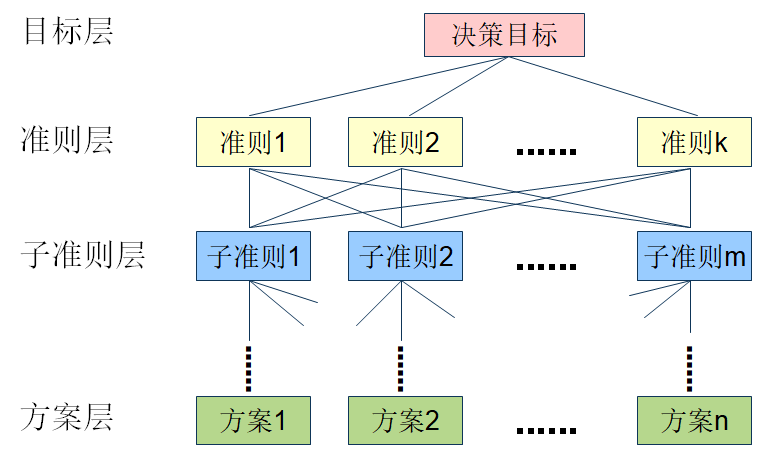 目标层 决策目标
准则层 准则1 准则2 ...... 准则k
子准则层 子准则1 子准则2 ...... 子准则m
方案层 方案1 方案2 ...... 方案n